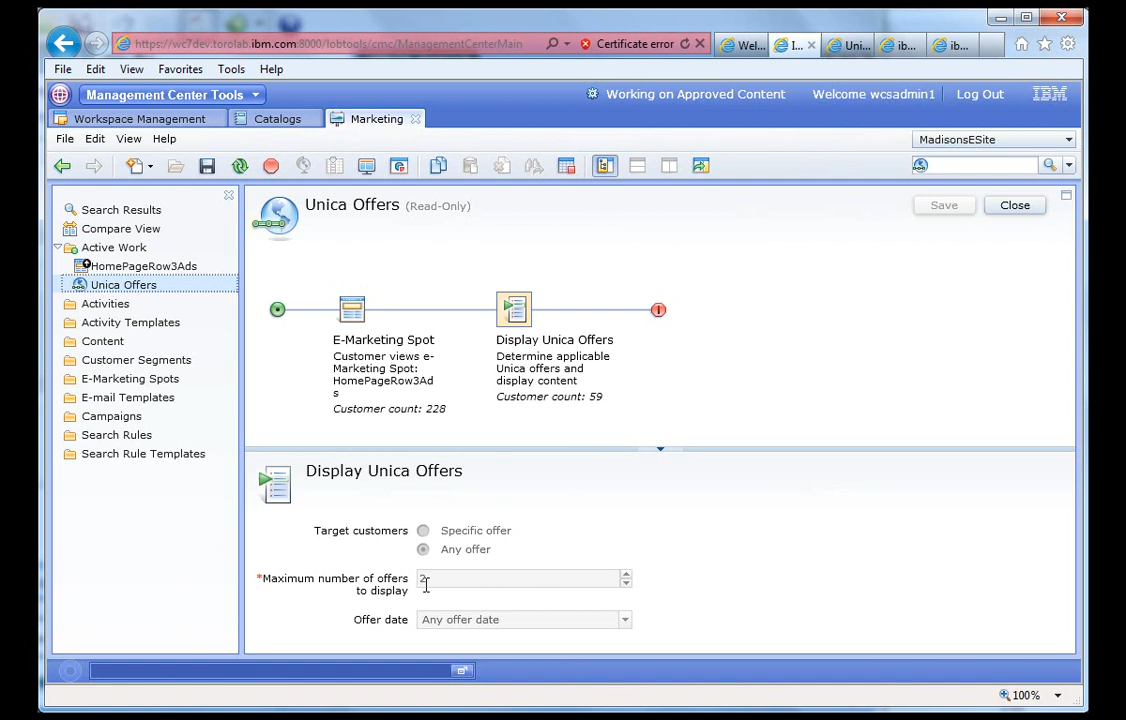 https://wc7dev.torolab.ibm.com:8000/lobtools/cmc/ManagementCenterMain
Certificate error
Wel...
I...
Uni...
ib...
ib...
File Edit View Favorites Tools Help
Management Center Tools
Working on Approved Content
Welcome wcsadmin1
Log Out
IBM
Workspace Management
Catalogs
Marketing
File Edit View Help
MadisonsESite
Search Results
Compare View
Active Work
HomePageRow3Ads
Unica Offers
Activities
Activity Templates
Content
Customer Segments
E-Marketing Spots
E-mail Templates
Campaigns
Search Rules
Search Rule Templates
Unica Offers (Read-Only)
Save
Close
E-Marketing Spot
Customer views e-
Marketing Spot:
HomePageRow3Ad
s
Customer count: 228
Display Unica Offers
Determine applicable
Unica offers and
display content
Customer count: 59
Display Unica Offers
Target customers
Specific offer
Any offer
*Maximum number of offers
to display
2
Offer date
Any offer date
100%